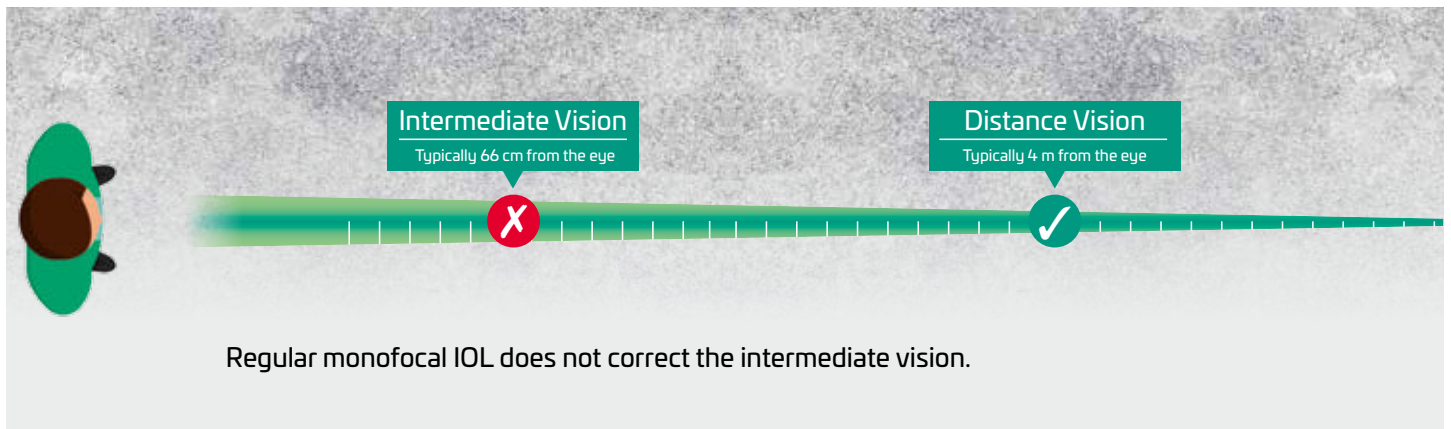 Intermediate Vision
Typically 66 cm from the eye
Distance Vision
Typically 4 m from the eye
✗
✓
Regular monofocal IOL does not correct the intermediate vision.